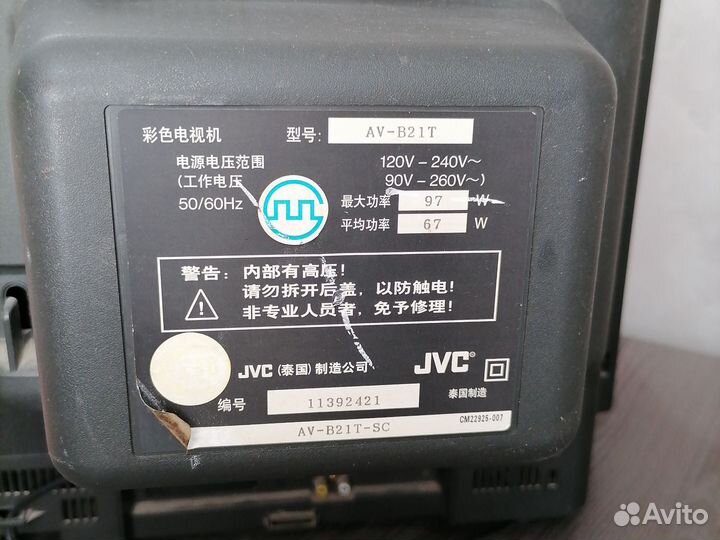 彩色电视机 型号: AV-B21T
电源电压范围 120V - 240V~
(工作电压 90V - 260V~)
50/60Hz 最大功率 97 W
平均功率 67 W
警告: 内部有高压!
请勿拆开后盖, 以防触电!
非专业人员者, 免予修理!
JVC (泰国) 制造公司 JVC®
编号 11392421 泰国制造
AV-B21T-SC CM22925-007
Avito